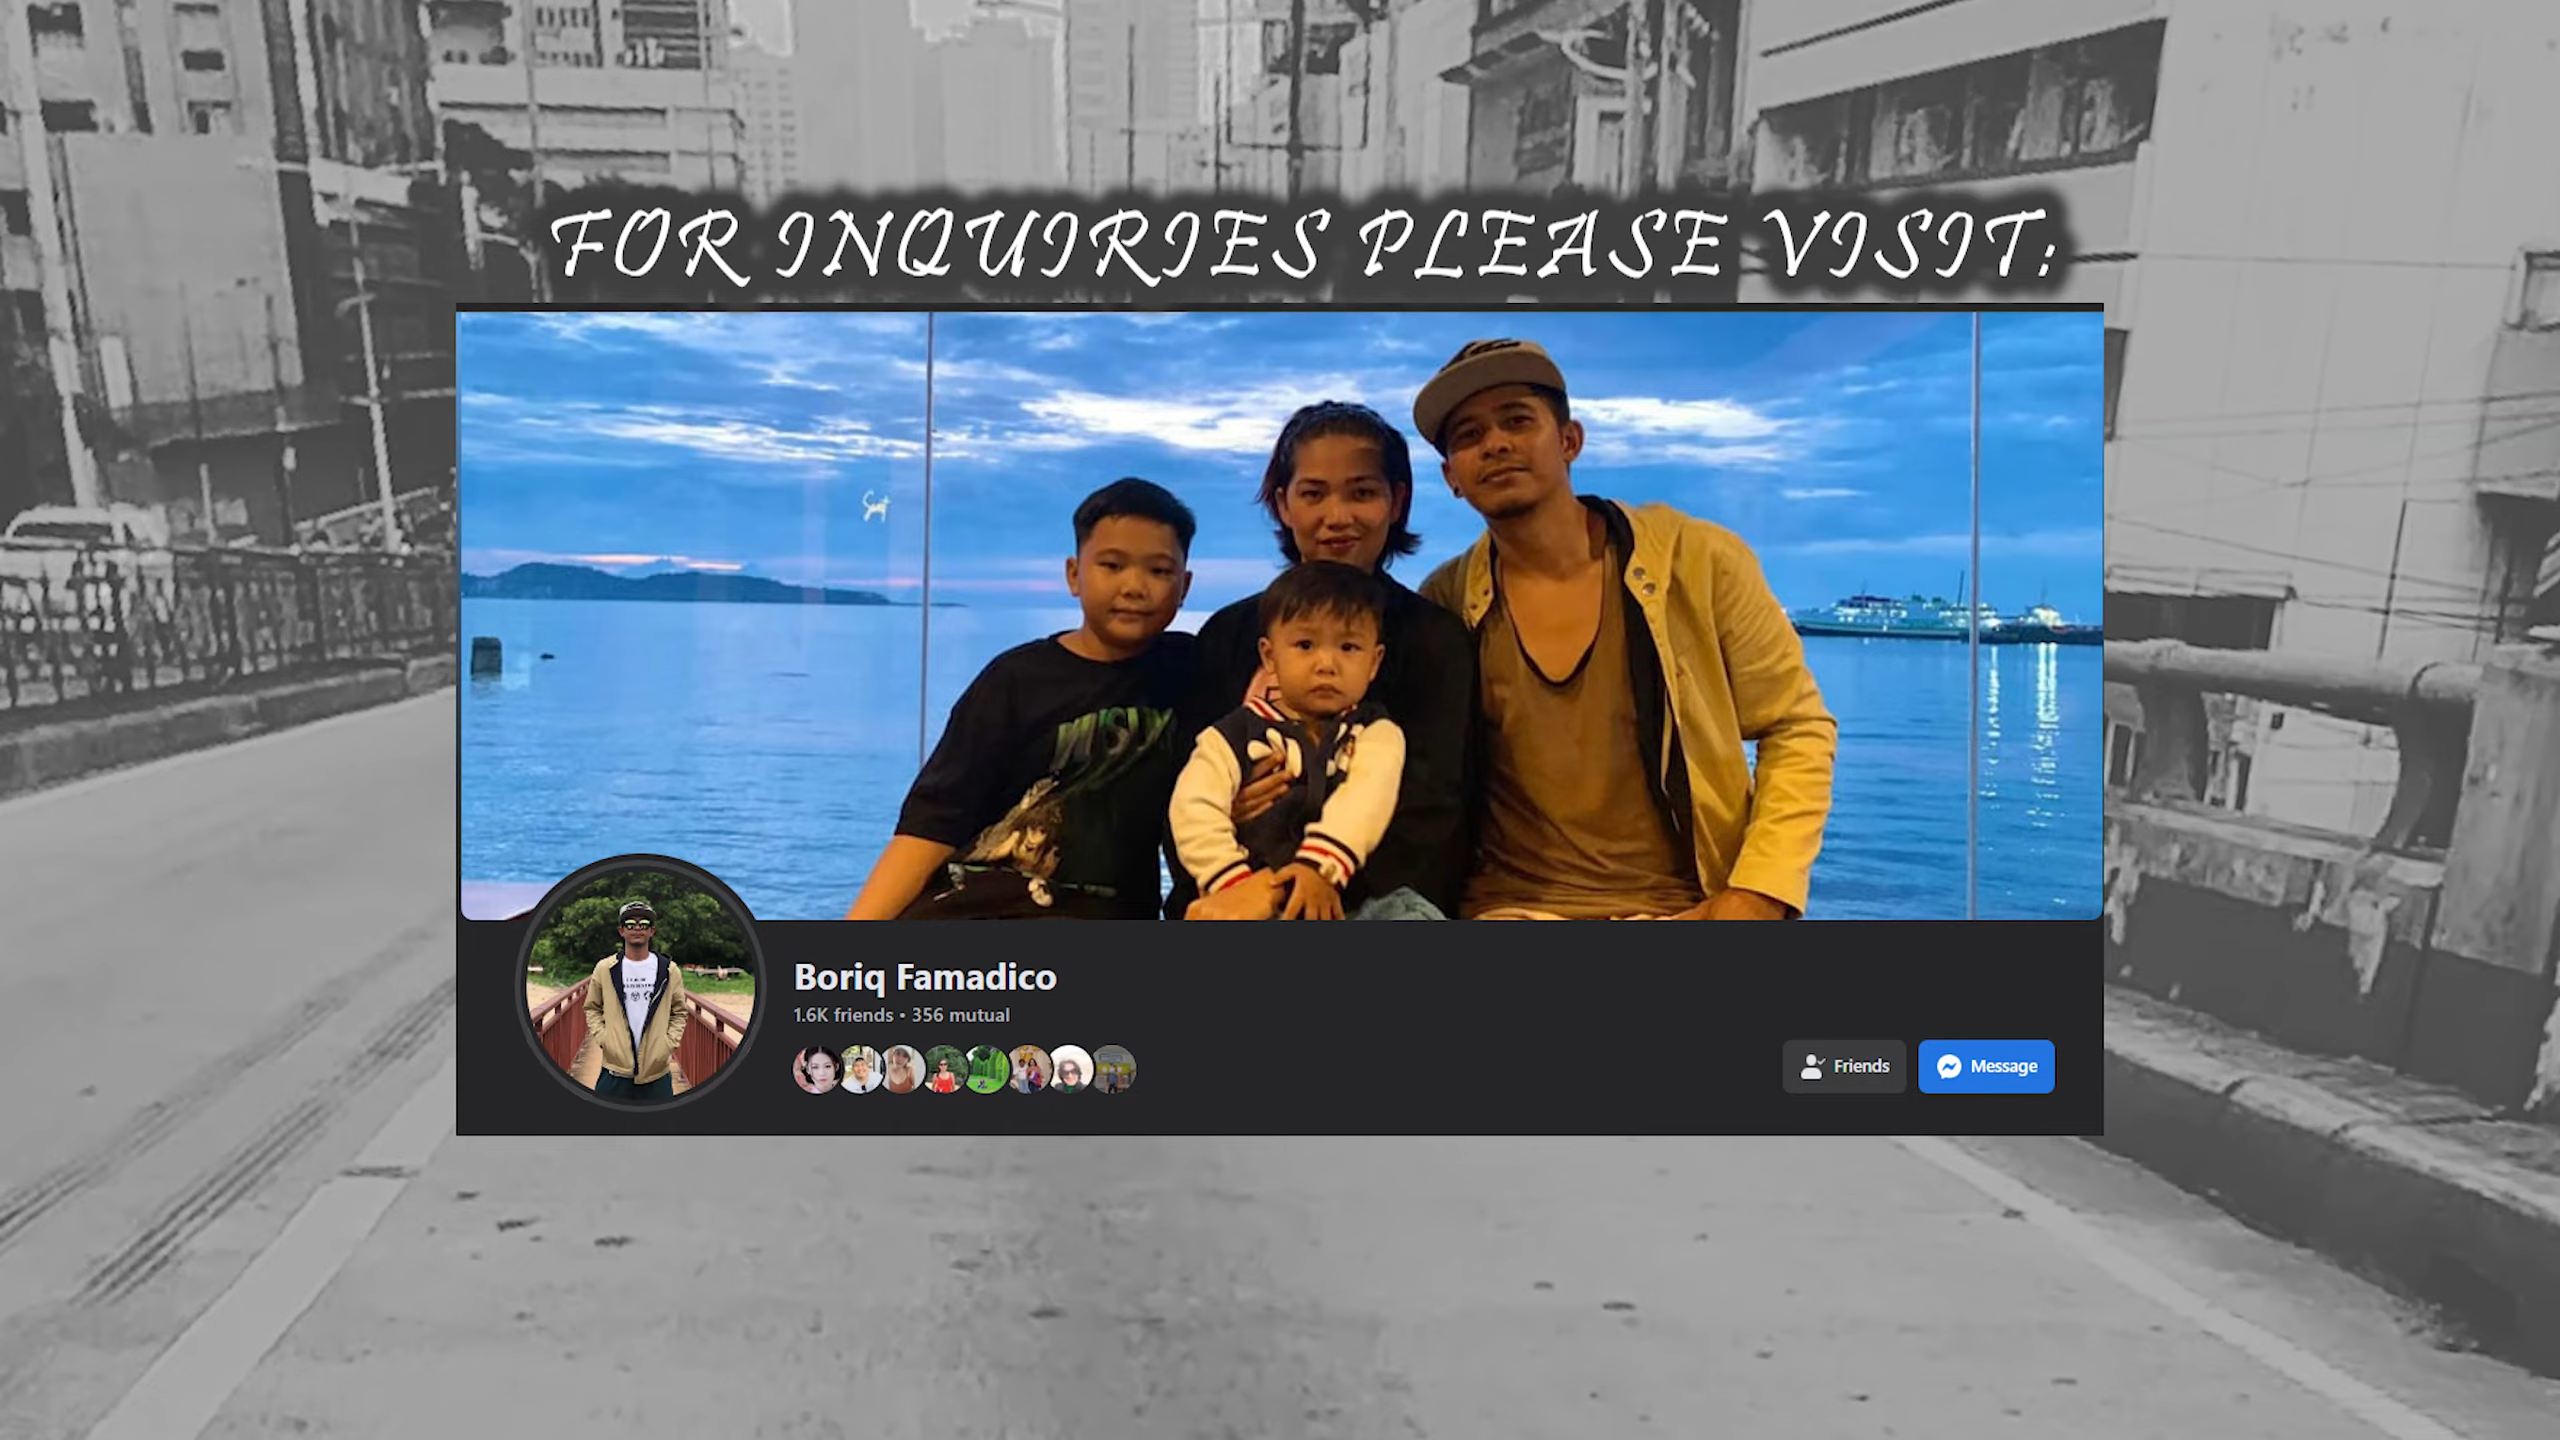 FOR INQUIRIES PLEASE VISIT:
Boriq Famadico
1.6K friends • 356 mutual
Friends
Message